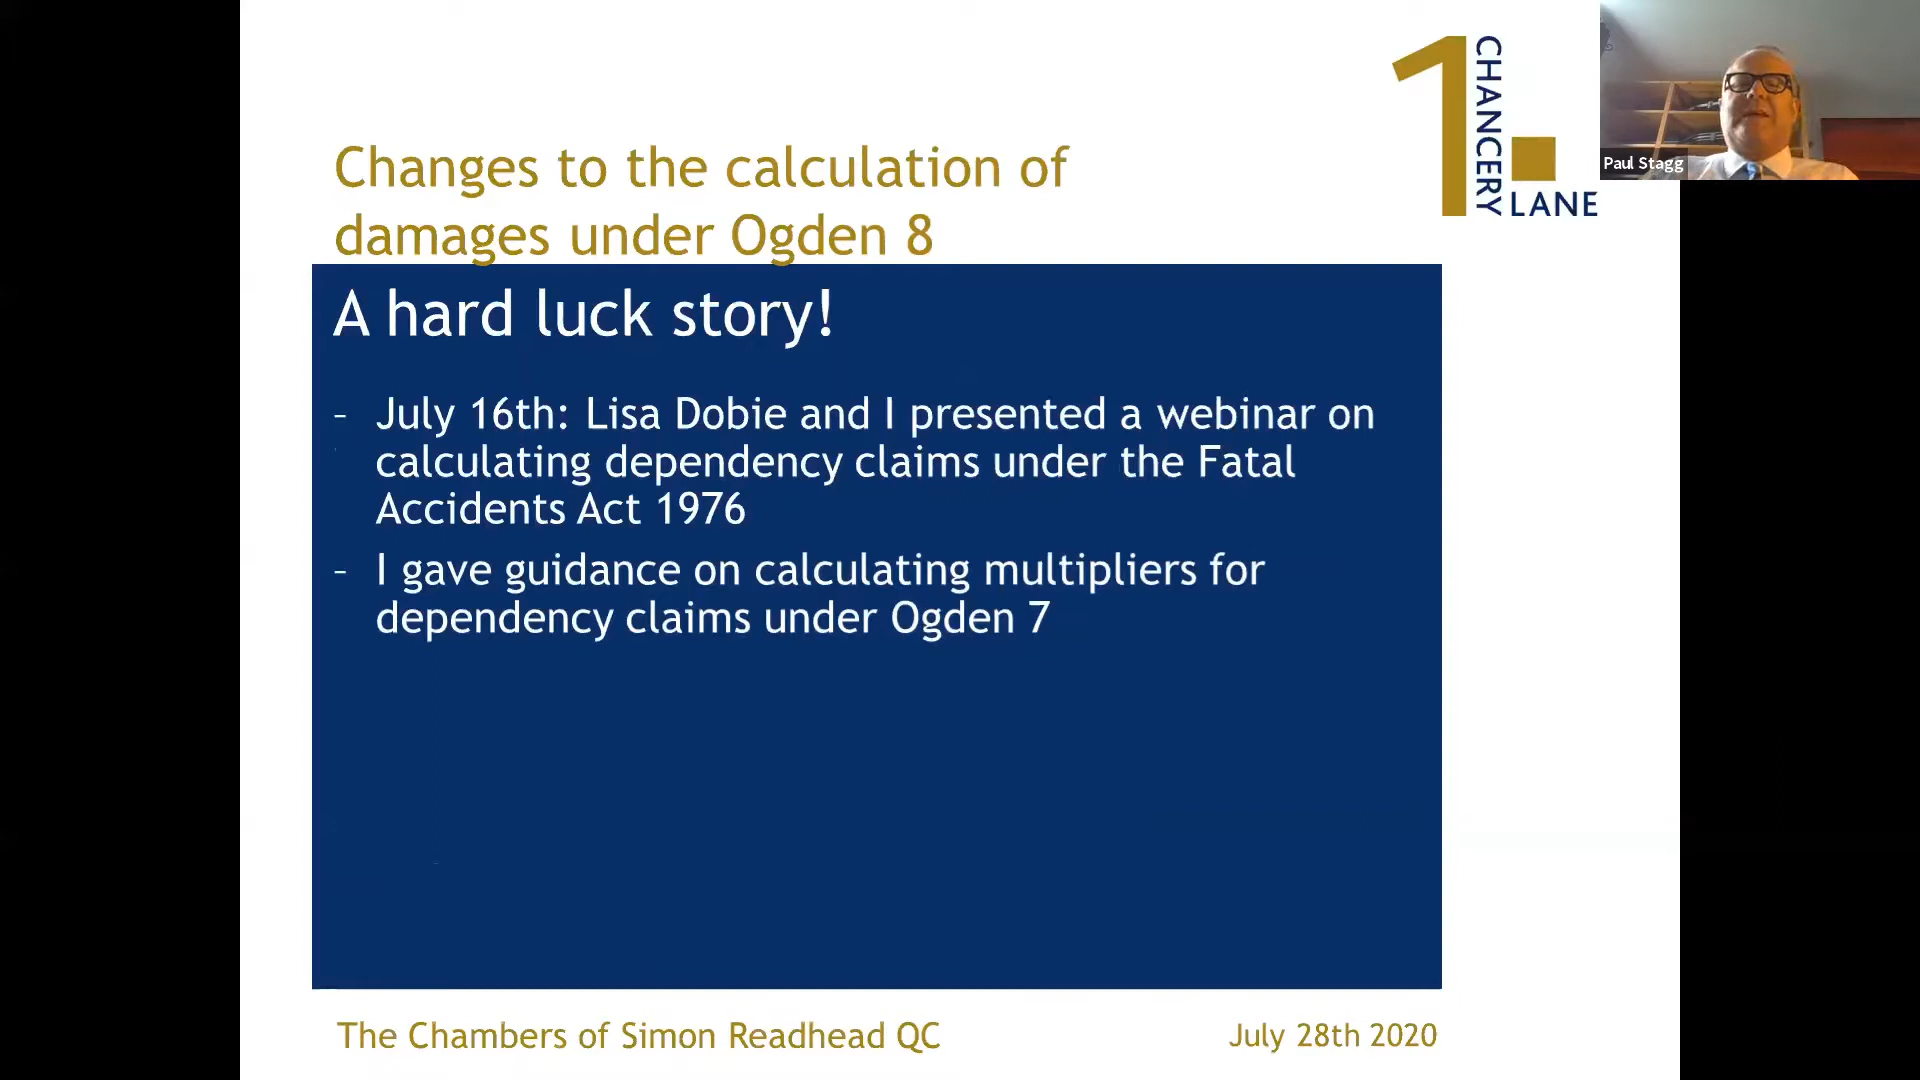 Changes to the calculation of
damages under Ogden 8
1 CHANCERY LANE
Paul Stagg
A hard luck story!
– July 16th: Lisa Dobie and I presented a webinar on
calculating dependency claims under the Fatal
Accidents Act 1976
– I gave guidance on calculating multipliers for
dependency claims under Ogden 7
The Chambers of Simon Readhead QC
July 28th 2020